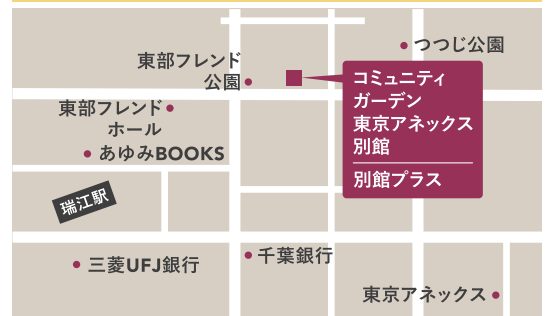 つつじ公園
東部フレンド
公園
コミュニティ
ガーデン
東京アネックス
別館
別館プラス
東部フレンド
ホール
あゆみBOOKS
瑞江駅
三菱UFJ銀行
千葉銀行
東京アネックス